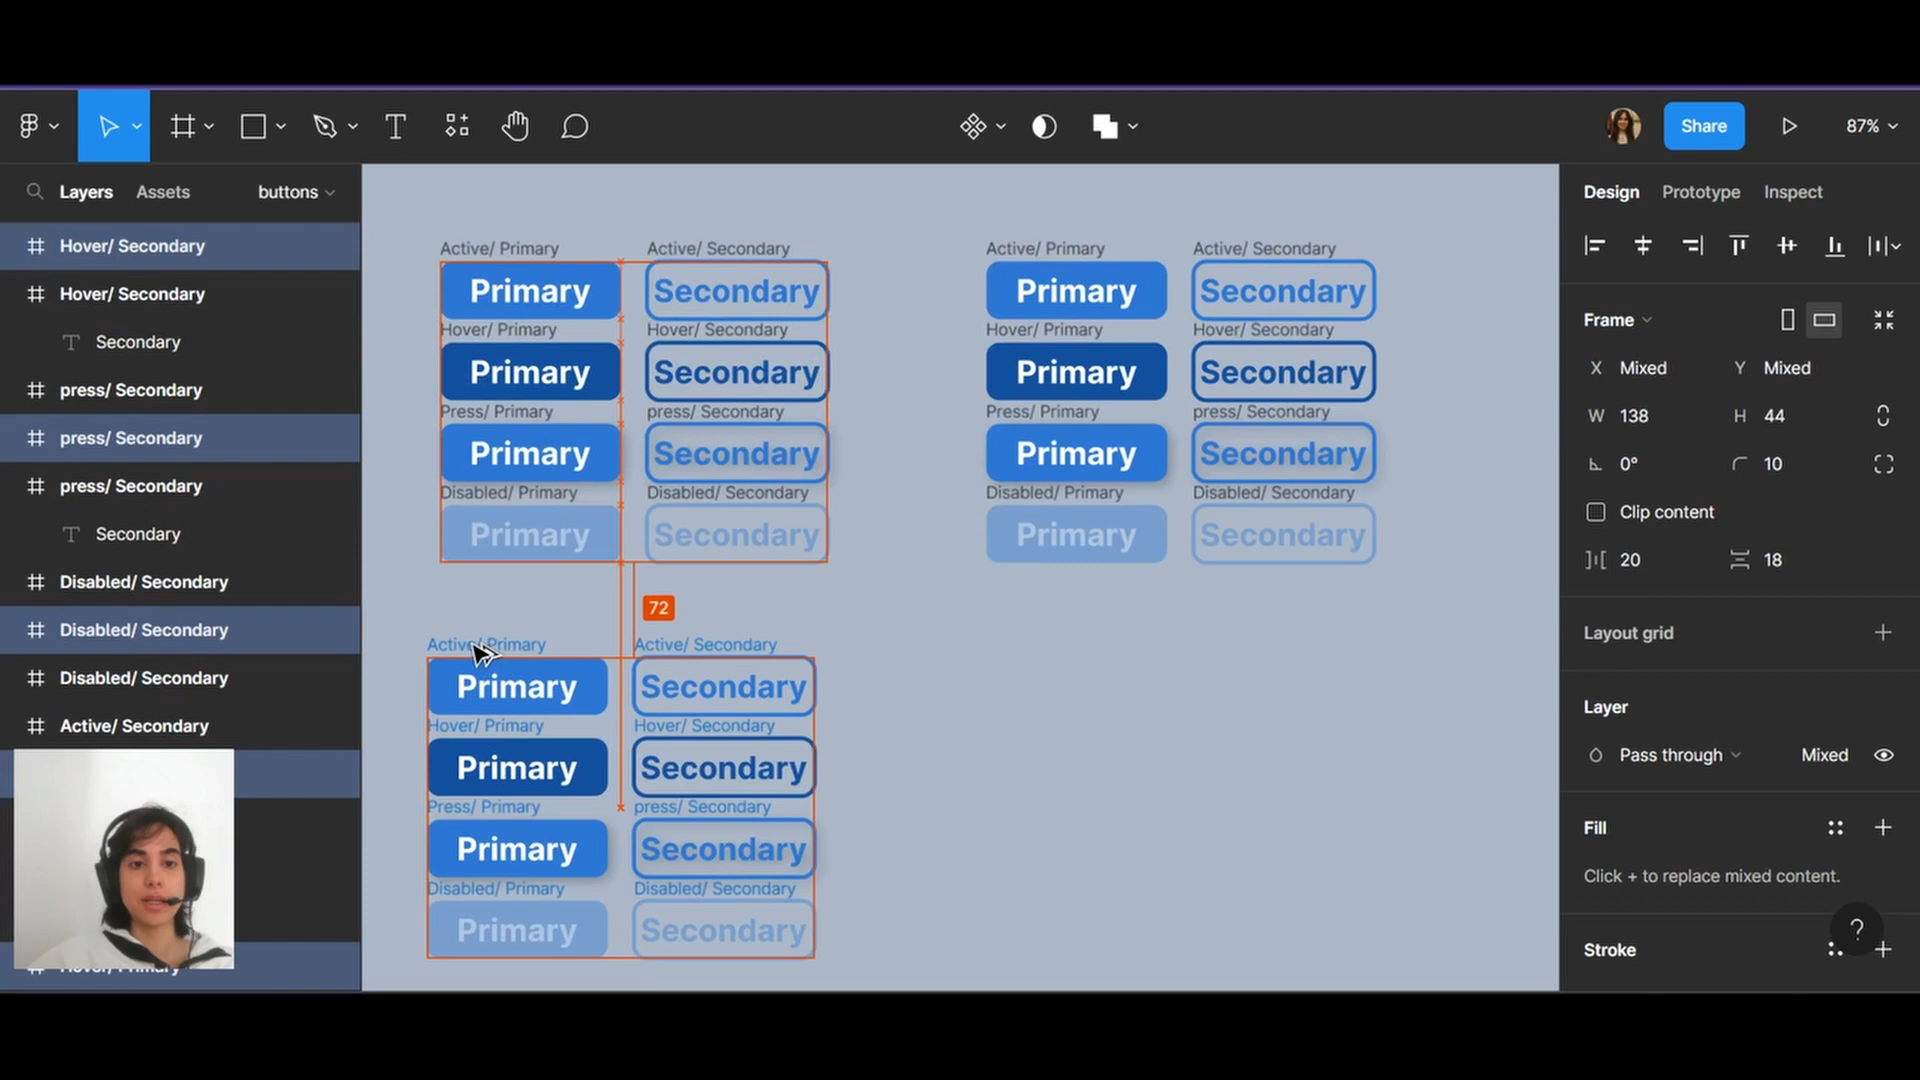 Share
87%
Layers
Assets
buttons
Hover/ Secondary
Hover/ Secondary
Secondary
press/ Secondary
press/ Secondary
press/ Secondary
Secondary
Disabled/ Secondary
Disabled/ Secondary
Disabled/ Secondary
Active/ Secondary
Hover/ Primary
Active/ Primary
Active/ Secondary
Primary
Secondary
Hover/ Primary
Hover/ Secondary
Primary
Secondary
Press/ Primary
press/ Secondary
Primary
Secondary
Disabled/ Primary
Disabled/ Secondary
Primary
Secondary
Active/ Primary
Active/ Secondary
Primary
Secondary
Hover/ Primary
Hover/ Secondary
Primary
Secondary
Press/ Primary
press/ Secondary
Primary
Secondary
Disabled/ Primary
Disabled/ Secondary
Primary
Secondary
72
Active/ Primary
Active/ Secondary
Primary
Secondary
Hover/ Primary
Hover/ Secondary
Primary
Secondary
Press/ Primary
press/ Secondary
Primary
Secondary
Disabled/ Primary
Disabled/ Secondary
Primary
Secondary
Design
Prototype
Inspect
Frame
X Mixed
Y Mixed
W 138
H 44
0°
10
Clip content
20
18
Layout grid
Layer
Pass through
Mixed
Fill
Click + to replace mixed content.
?
Stroke